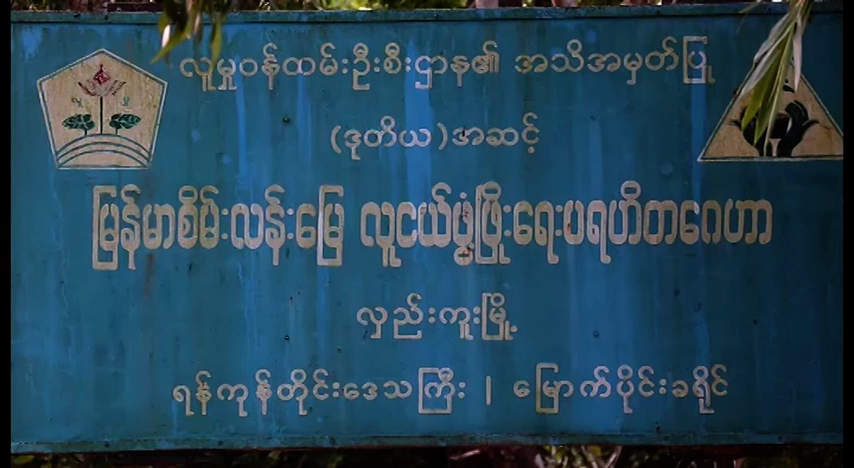 လူမှုဝန်ထမ်းဦးစီးဌာန၏ အသိအမှတ်ပြု
(ဒုတိယ)အဆင့်
မြန်မာစိမ်းလန်းမြေ လူငယ်ဖွံ့ဖြိုးရေးပရဟိတဂေဟာ
လှည်းကူးမြို့
ရန်ကုန်တိုင်းဒေသကြီး ၊ မြောက်ပိုင်းခရိုင်